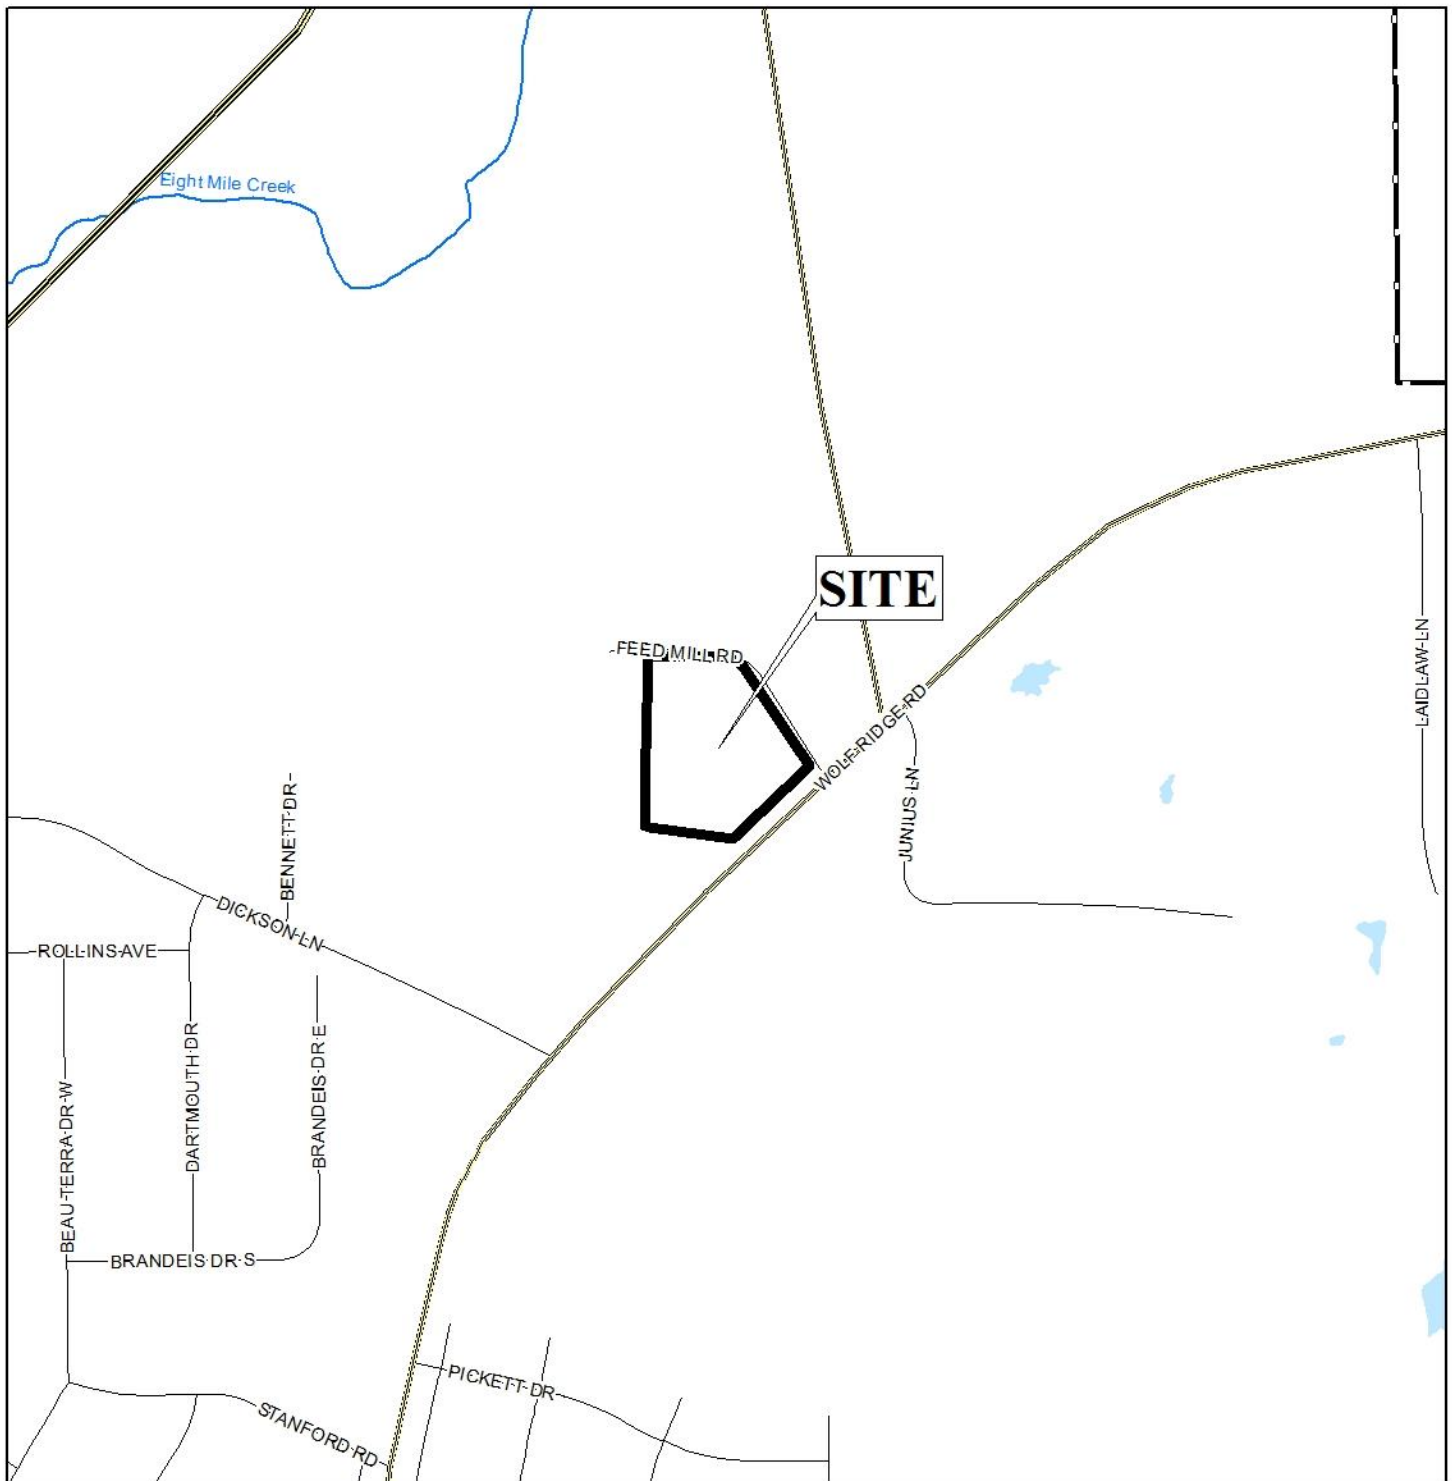 Eight Mile Creek
SITE
FEED MILL RD
WOLF RIDGE RD
LAIDLAW LN
JUNIUS LN
BENNETT DR
DICKSON LN
ROLLINS AVE
DARTMOUTH DR
BRANDEIS DR E
BEAU TERRA DR W
BRANDEIS DR S
PICKETT DR
STANFORD RD